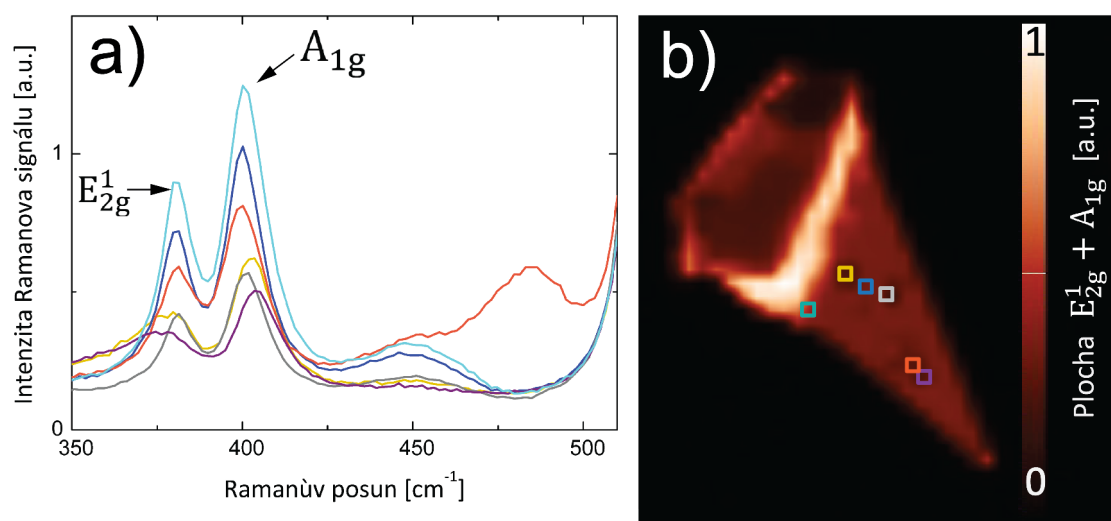 a)
A1g
E12g
Intenzita Ramanova signálu [a.u.]
1
0
350
400
450
500
Ramanùv posun [cm-1]
b)
1
0
Plocha E12g + A1g [a.u.]